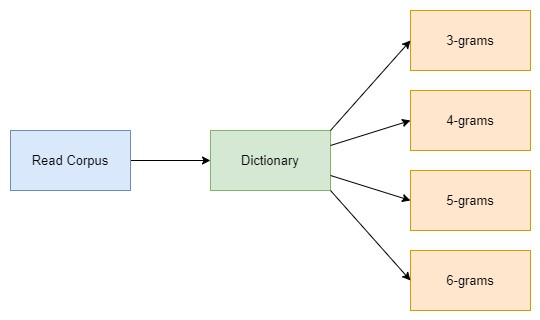 Read Corpus
Dictionary
3-grams
4-grams
5-grams
6-grams